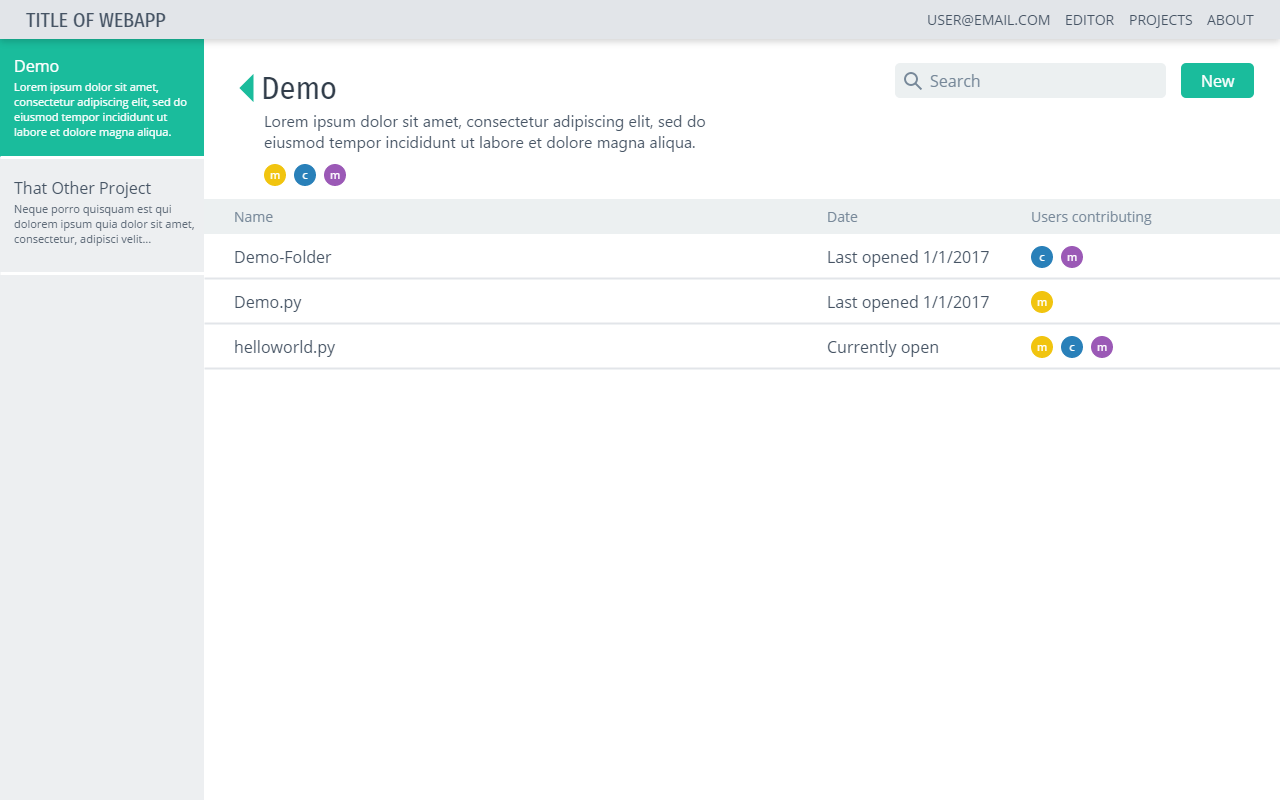 TITLE OF WEBAPP
USER@EMAIL.COM EDITOR PROJECTS ABOUT
Demo
Lorem ipsum dolor sit amet,
consectetur adipiscing elit, sed do
eiusmod tempor incididunt ut
labore et dolore magna aliqua.
That Other Project
Neque porro quisquam est qui
dolorem ipsum quia dolor sit amet,
consectetur, adipisci velit...
Demo
Search
New
Lorem ipsum dolor sit amet, consectetur adipiscing elit, sed do
eiusmod tempor incididunt ut labore et dolore magna aliqua.
m c m
Name Date Users contributing
Demo-Folder Last opened 1/1/2017 c m
Demo.py Last opened 1/1/2017 m
helloworld.py Currently open m c m